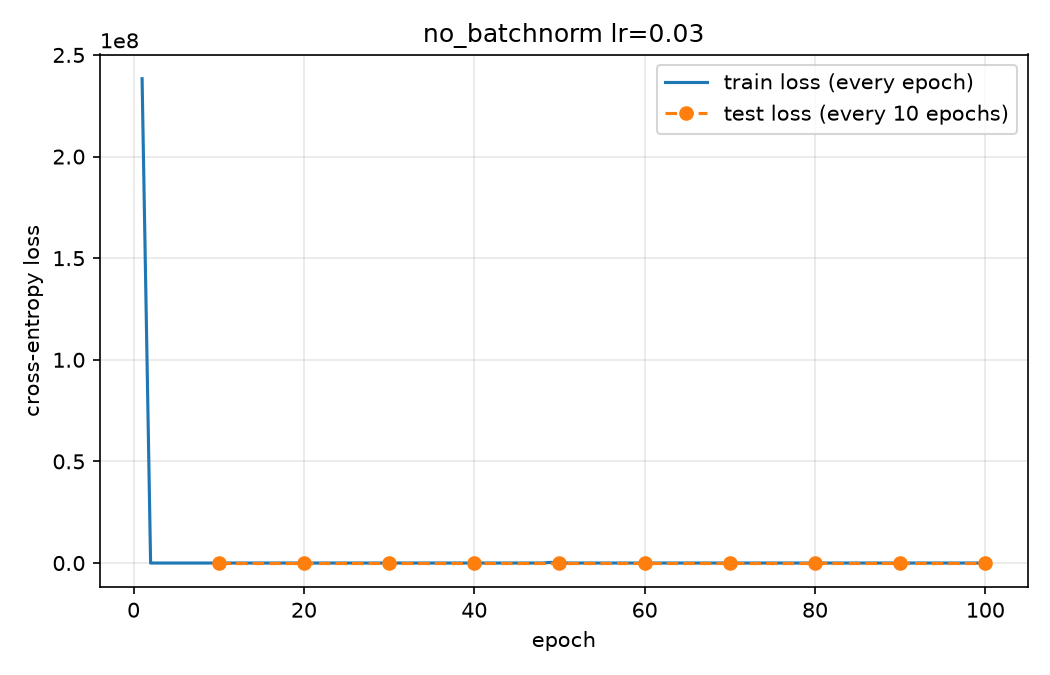 no_batchnorm lr=0.03
1e8
2.5
2.0
1.5
1.0
0.5
0.0
cross-entropy loss
train loss (every epoch)
test loss (every 10 epochs)
0 20 40 60 80 100
epoch